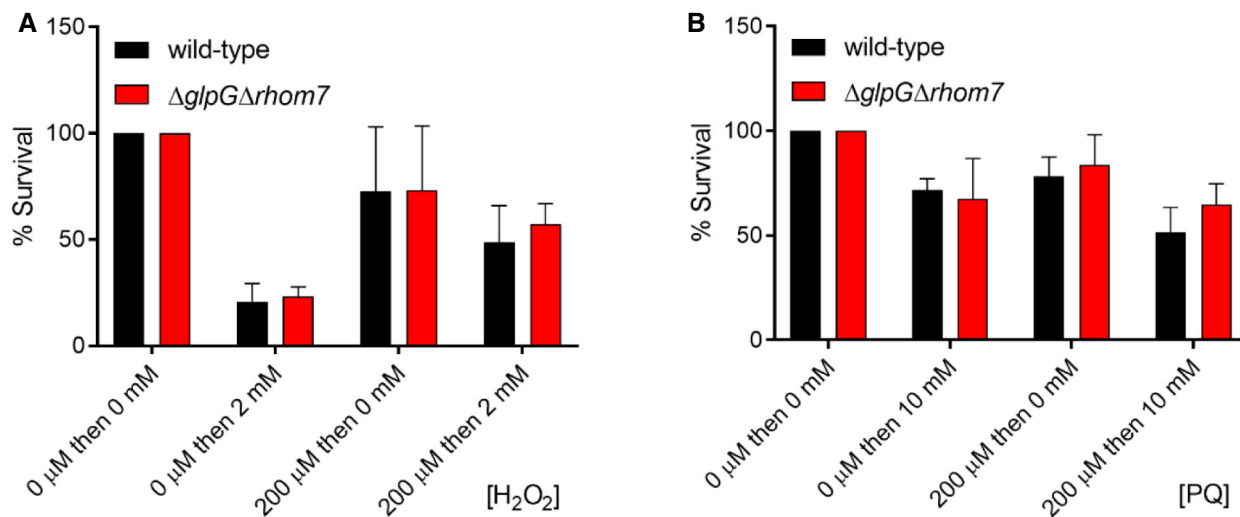 A
150
100
50
0
% Survival
wild-type
ΔglpGΔrhom7
0 μM then 0 mM
0 μM then 2 mM
200 μM then 0 mM
200 μM then 2 mM
[H₂O₂]
B
150
100
50
0
% Survival
wild-type
ΔglpGΔrhom7
0 μM then 0 mM
0 μM then 10 mM
200 μM then 0 mM
200 μM then 10 mM
[PQ]